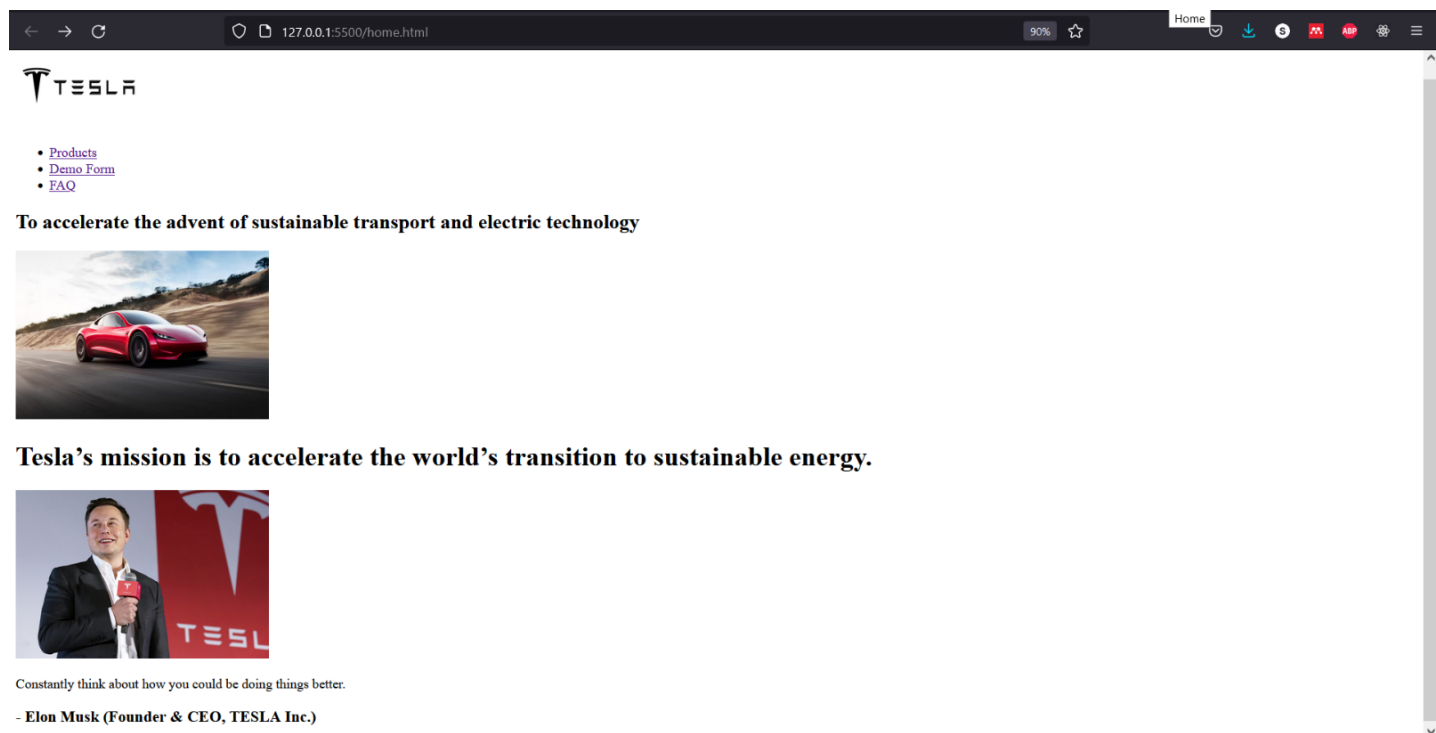 Home
127.0.0.1:5500/home.html
90%
S
ABP
TESLA
Products
Demo Form
FAQ
To accelerate the advent of sustainable transport and electric technology
Tesla’s mission is to accelerate the world’s transition to sustainable energy.
TESL
Constantly think about how you could be doing things better.
- Elon Musk (Founder & CEO, TESLA Inc.)